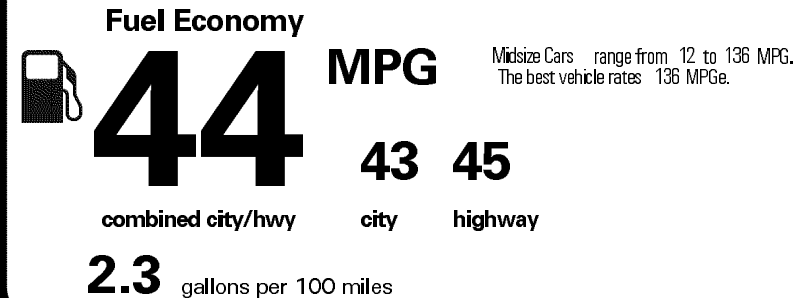 Fuel Economy
44 MPG
Midsize Cars range from 12 to 136 MPG.
The best vehicle rates 136 MPGe.
43 45
combined city/hwy city highway
2.3 gallons per 100 miles